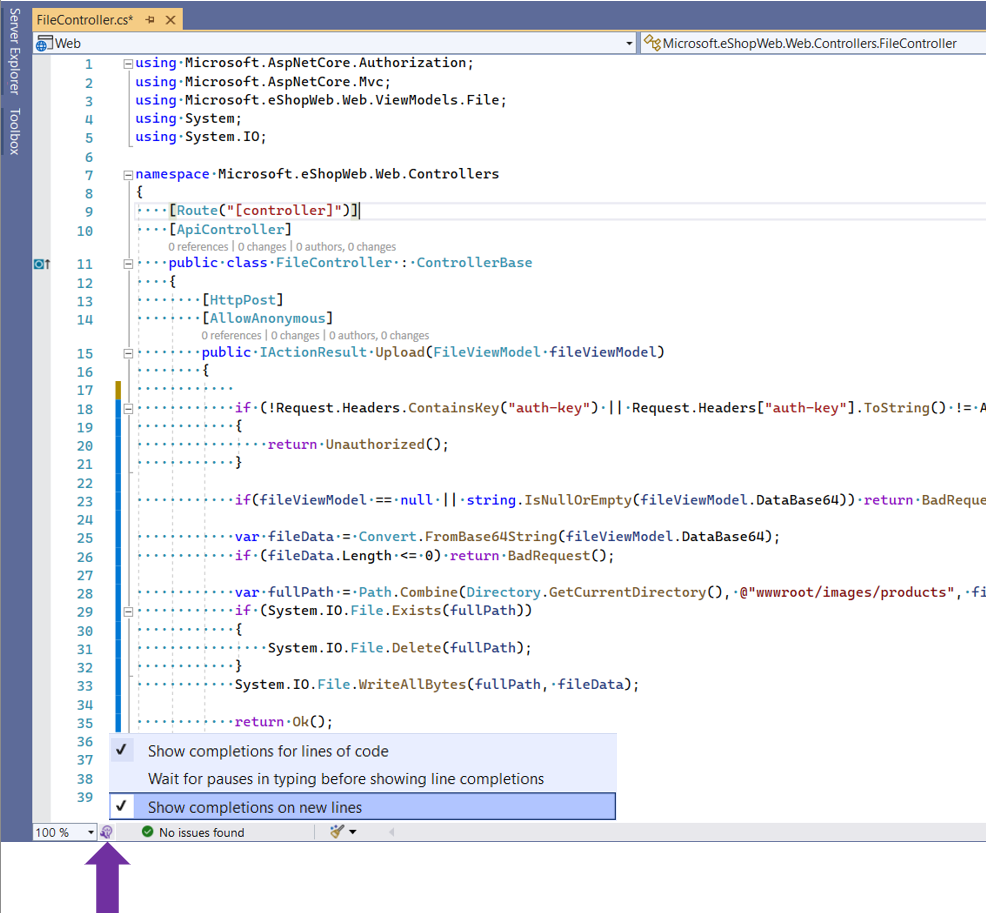 Server Explorer
Toolbox
FileController.cs*
Web
Microsoft.eShopWeb.Web.Controllers.FileController
1 using Microsoft.AspNetCore.Authorization;
2 using Microsoft.AspNetCore.Mvc;
3 using Microsoft.eShopWeb.Web.ViewModels.File;
4 using System;
5 using System.IO;
6
7 namespace Microsoft.eShopWeb.Web.Controllers
8 {
9 [Route("[controller]")]
10 [ApiController]
0 references | 0 changes | 0 authors, 0 changes
11 public class FileController : ControllerBase
12 {
13 [HttpPost]
14 [AllowAnonymous]
0 references | 0 changes | 0 authors, 0 changes
15 public IActionResult Upload(FileViewModel fileViewModel)
16 {
17
18 if (!Request.Headers.ContainsKey("auth-key") || Request.Headers["auth-key"].ToString() != A
19 {
20 return Unauthorized();
21 }
22
23 if(fileViewModel == null || string.IsNullOrEmpty(fileViewModel.DataBase64)) return BadReque
24
25 var fileData = Convert.FromBase64String(fileViewModel.DataBase64);
26 if (fileData.Length <= 0) return BadRequest();
27
28 var fullPath = Path.Combine(Directory.GetCurrentDirectory(), @"wwwroot/images/products", fi
29 if (System.IO.File.Exists(fullPath))
30 {
31 System.IO.File.Delete(fullPath);
32 }
33 System.IO.File.WriteAllBytes(fullPath, fileData);
34
35 return Ok();
36
37 Show completions for lines of code
38 Wait for pauses in typing before showing line completions
39 Show completions on new lines
100 % No issues found